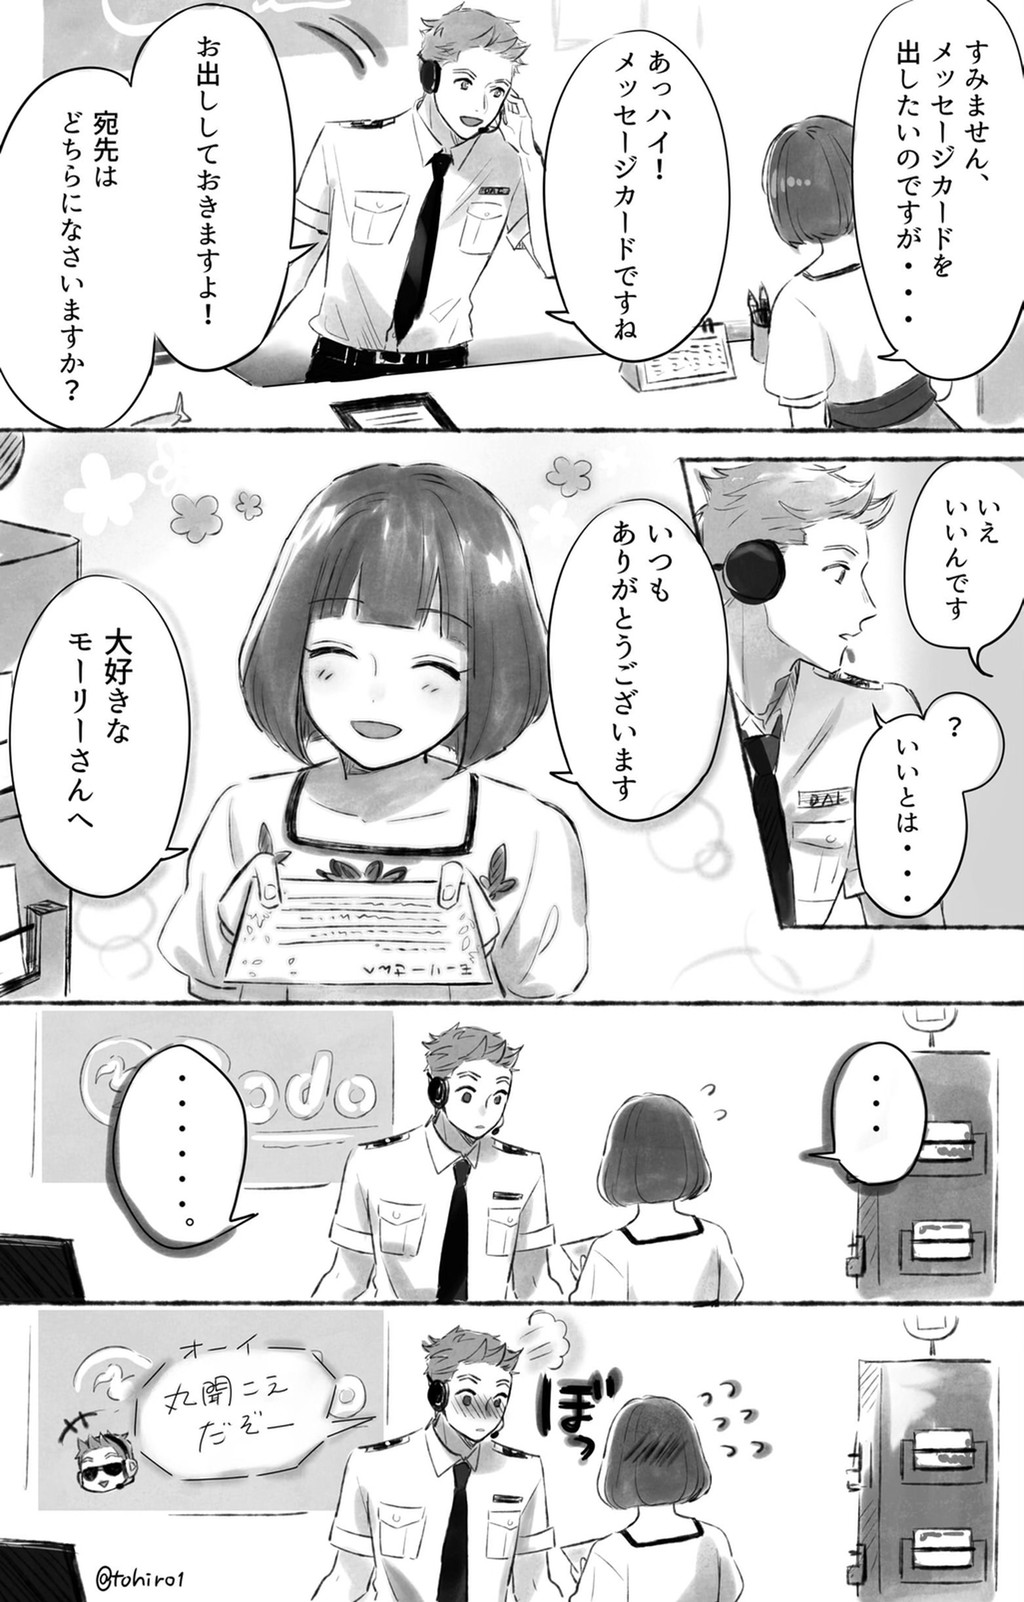 すみません、
メッセージカードを
出したいのですが・・・
あっハイ！
メッセージカードですね
お出ししておきますよ！
宛先は
どちらになさいますか？
いえ
いいんです
？
いいとは・・・
いつも
ありがとうございます
大好きな
モーリーさんへ
モーリーさんへ
DAL
・・・
・・・・・・。
dodo
オーイ
丸聞こえ
だぞー
ぼっ
@tohiro1